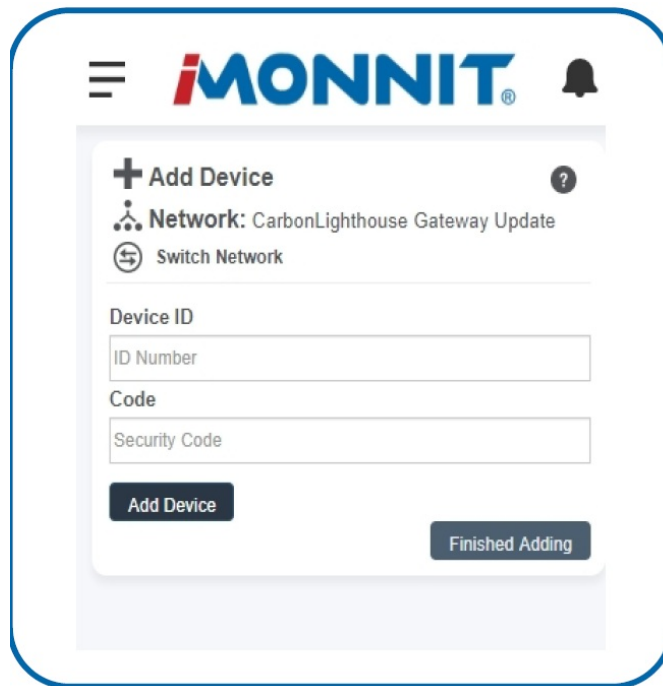 iMONNIT®
Add Device
?
Network: CarbonLighthouse Gateway Update
Switch Network
Device ID
ID Number
Code
Security Code
Add Device
Finished Adding